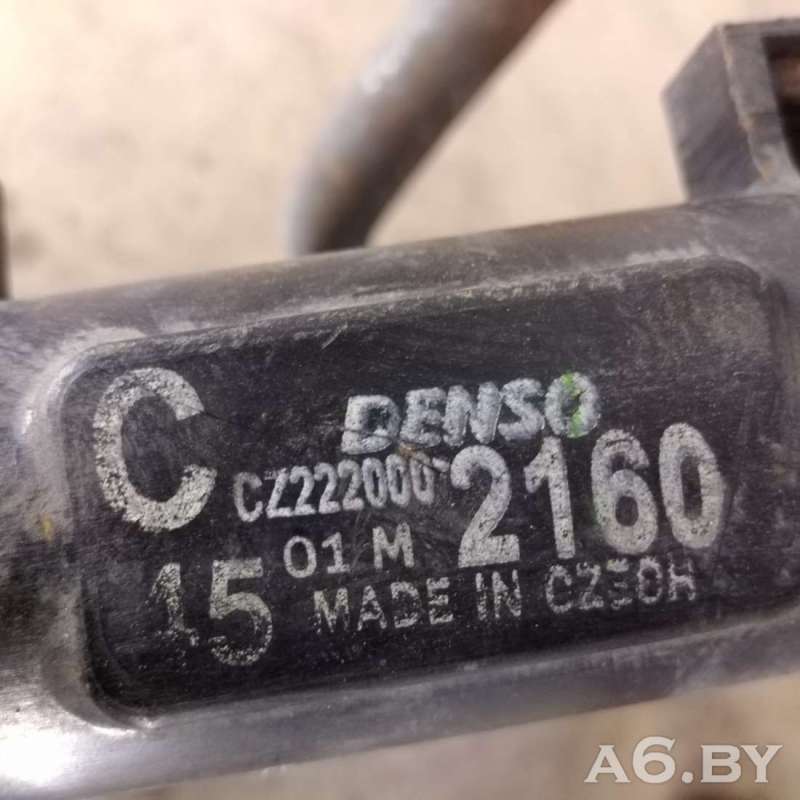 C DENSO
CZ222000-2160
15 01 M
MADE IN CZECH
A6.BY